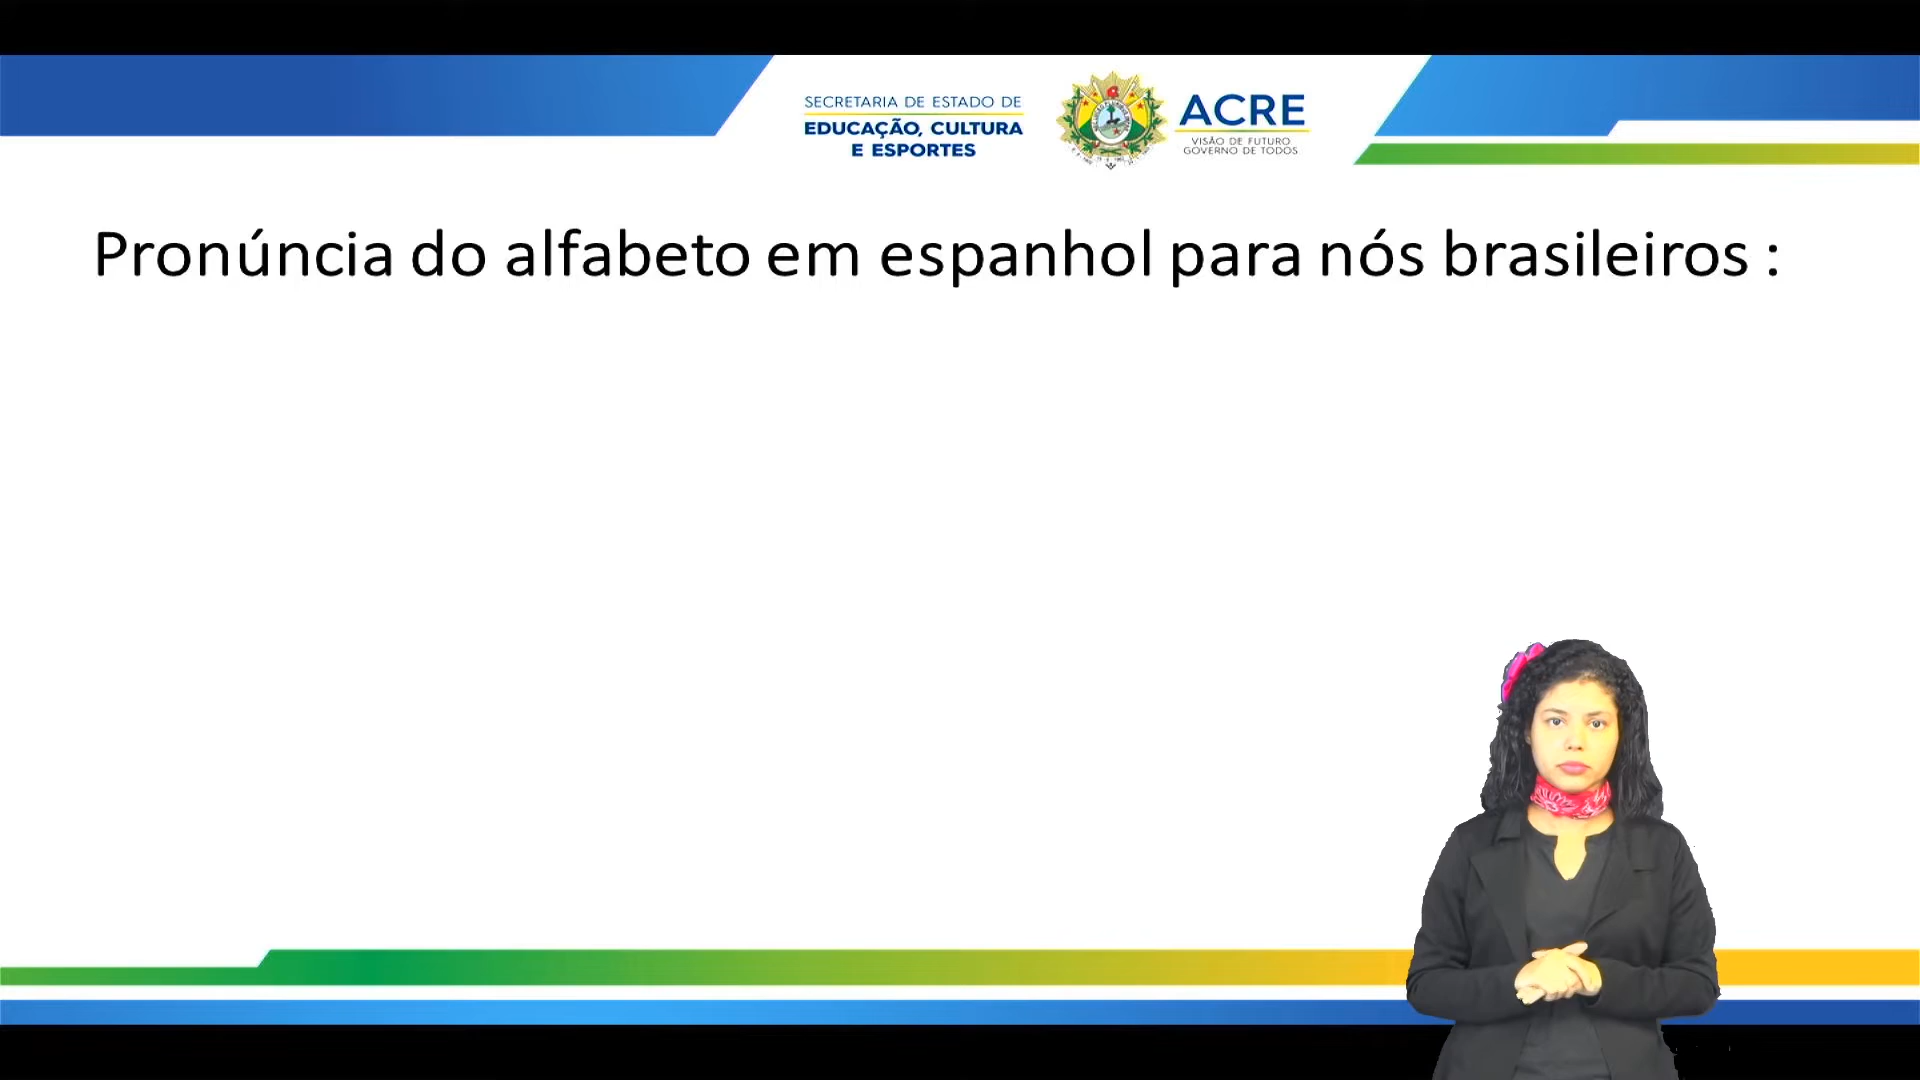 SECRETARIA DE ESTADO DE
EDUCAÇÃO, CULTURA
E ESPORTES
ACRE
VISÃO DE FUTURO
GOVERNO DE TODOS
Pronúncia do alfabeto em espanhol para nós brasileiros :